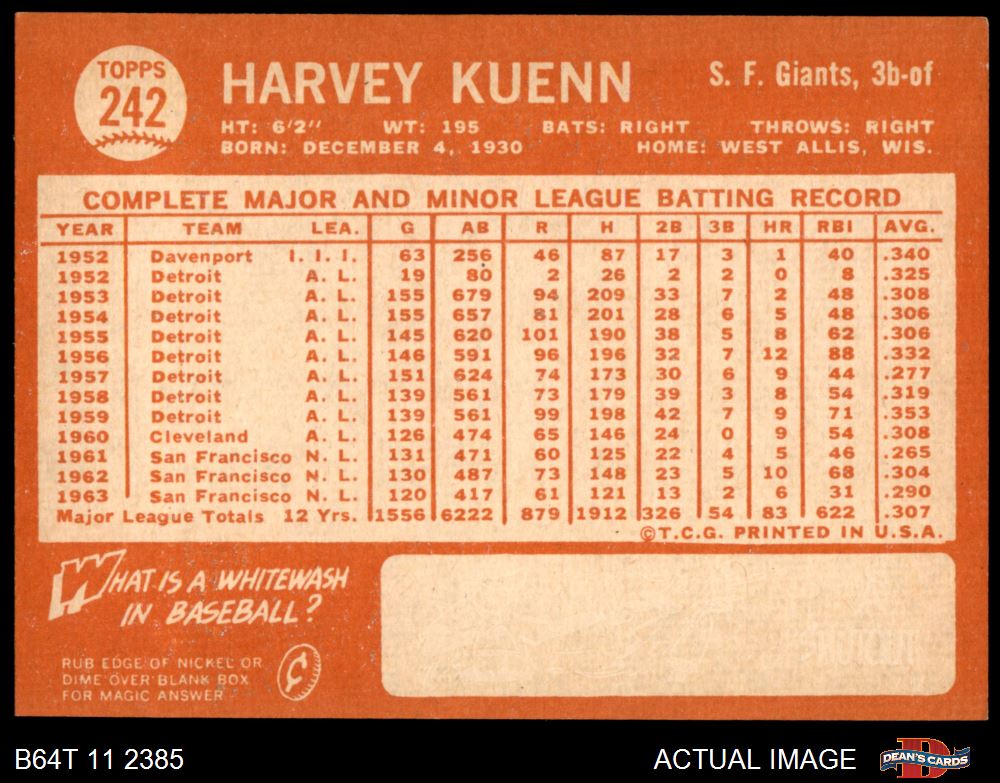 TOPPS
242
HARVEY KUENN
S. F. Giants, 3b-of
HT: 6'2" WT: 195 BATS: RIGHT THROWS: RIGHT
BORN: DECEMBER 4, 1930 HOME: WEST ALLIS, WIS.
COMPLETE MAJOR AND MINOR LEAGUE BATTING RECORD
YEAR TEAM LEA. G AB R H 2B 3B HR RBI AVG.
1952 Davenport I. I. I. 63 256 46 87 17 3 1 40 .340
1952 Detroit A. L. 19 80 2 26 2 2 0 8 .325
1953 Detroit A. L. 155 679 94 209 33 7 2 48 .308
1954 Detroit A. L. 155 657 81 201 28 6 5 48 .306
1955 Detroit A. L. 145 620 101 190 38 5 8 62 .306
1956 Detroit A. L. 146 591 96 196 32 7 12 88 .332
1957 Detroit A. L. 151 624 74 173 30 6 9 44 .277
1958 Detroit A. L. 139 561 73 179 39 3 8 54 .319
1959 Detroit A. L. 139 561 99 198 42 7 9 71 .353
1960 Cleveland A. L. 126 474 65 146 24 0 9 54 .308
1961 San Francisco N. L. 131 471 60 125 22 4 5 46 .265
1962 San Francisco N. L. 130 487 73 148 23 5 10 68 .304
1963 San Francisco N. L. 120 417 61 121 13 2 6 31 .290
Major League Totals 12 Yrs. 1556 6222 879 1912 326 54 83 622 .307
©T.C.G. PRINTED IN U.S.A.
WHAT IS A WHITEWASH
IN BASEBALL?
RUB EDGE OF NICKEL OR
DIME OVER BLANK BOX
FOR MAGIC ANSWER
B64T 11 2385 ACTUAL IMAGE
DEAN'S CARDS